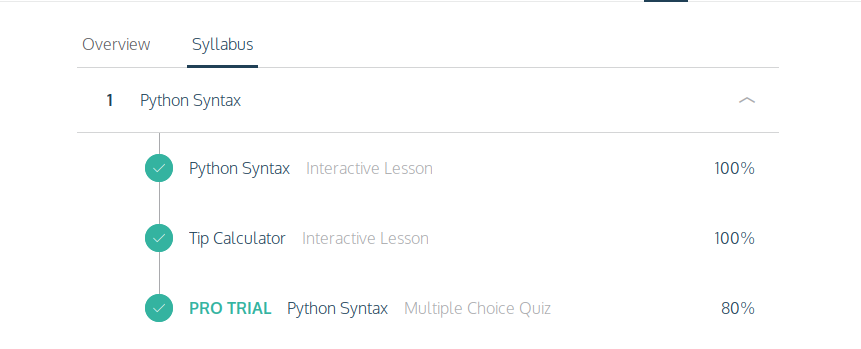 Overview Syllabus
1 Python Syntax
Python Syntax Interactive Lesson 100%
Tip Calculator Interactive Lesson 100%
PRO TRIAL Python Syntax Multiple Choice Quiz 80%